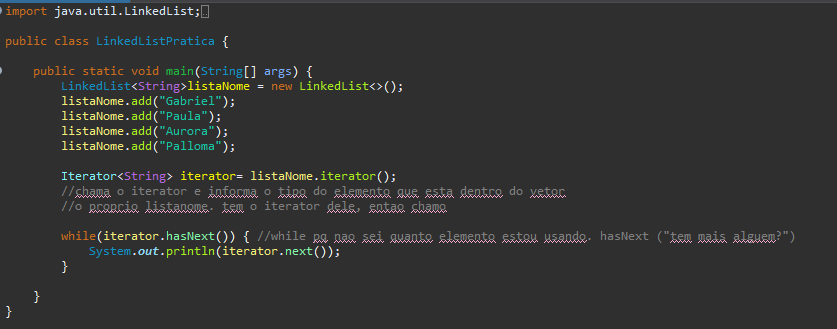 import java.util.LinkedList;
public class LinkedListPratica {
public static void main(String[] args) {
LinkedList<String>listaNome = new LinkedList<>();
listaNome.add("Gabriel");
listaNome.add("Paula");
listaNome.add("Aurora");
listaNome.add("Palloma");
Iterator<String> iterator= listaNome.iterator();
//chama o iterator e informa o tipo do elemento que esta dentro do vetor
//o proprio listanome. tem o iterator dele, entao chamo
while(iterator.hasNext()) { //while pq nao sei quanto elemento estou usando. hasNext ("tem mais alguem?")
System.out.println(iterator.next());
}
}
}